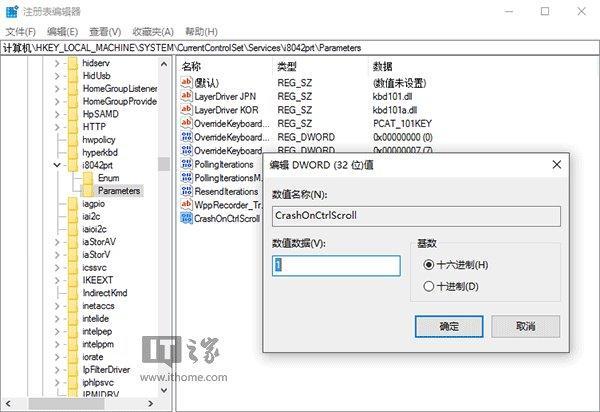 注册表编辑器
文件(F) 编辑(E) 查看(V) 收藏夹(A) 帮助(H)
计算机\HKEY_LOCAL_MACHINE\SYSTEM\CurrentControlSet\Services\i8042prt\Parameters
hidserv
HidUsb
HomeGroupListener
HomeGroupProvide
HpSAMD
HTTP
hwpolicy
hyperkbd
i8042prt
Enum
Parameters
iagpio
iai2c
iaioi2c
iaStorAV
iaStorV
icssvc
IKEEXT
IndirectKmd
inetaccs
intelide
intelpep
intelppm
iorate
IpFilterDriver
iphlpsvc
IPMIDRV
名称 类型 数据
(默认) REG_SZ (数值未设置)
LayerDriver JPN REG_SZ kbd101.dll
LayerDriver KOR REG_SZ kbd101a.dll
OverrideKeyboard... REG_SZ PCAT_101KEY
OverrideKeyboard... REG_DWORD 0x00000000 (0)
OverrideKeyboard... REG_DWORD 0x00000007 (7)
PollingIterations
PollingIterationsM...
ResendIterations
WppRecorder_Tr...
CrashOnCtrlScroll
编辑 DWORD (32 位)值
数值名称(N):
CrashOnCtrlScroll
数值数据(V):
1
基数
十六进制(H)
十进制(D)
确定 取消
IT之家
www.ithome.com